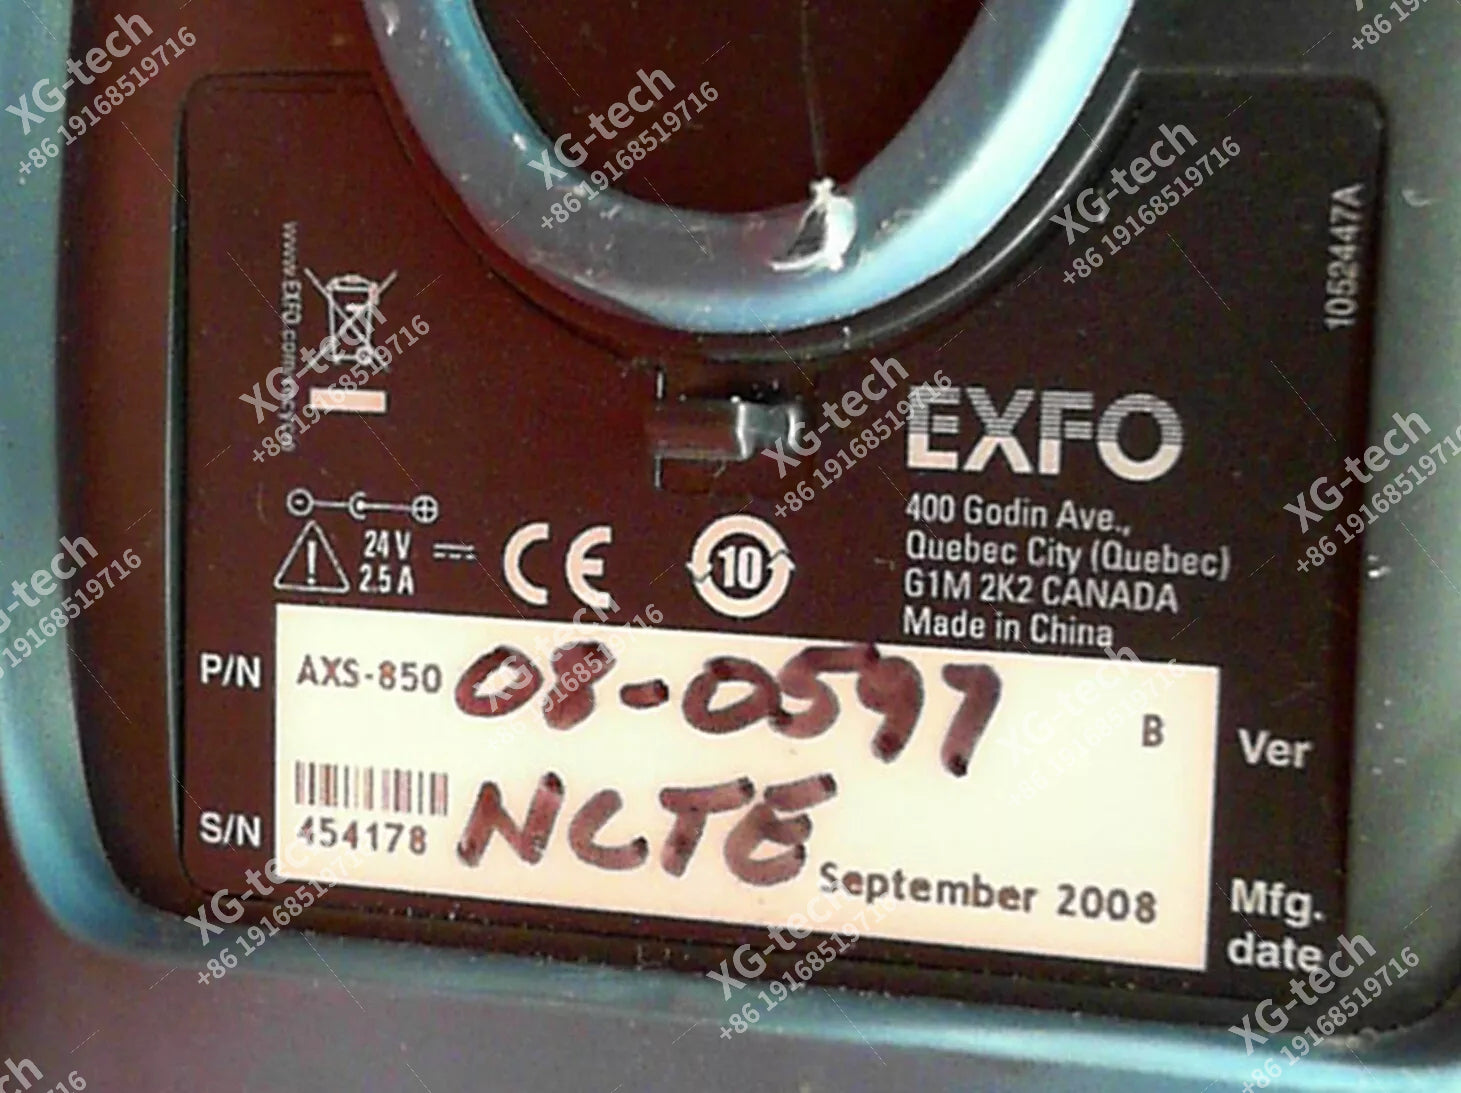 1052447A
www.EXFO.com/recycle
EXFO
400 Godin Ave.,
Quebec City (Quebec)
G1M 2K2 CANADA
Made in China
24 V
2.5 A
CE
10
P/N AXS-850 08-0597 B Ver
S/N 454178 NCTE September 2008 Mfg. date
XG-tech
+86 19168519716